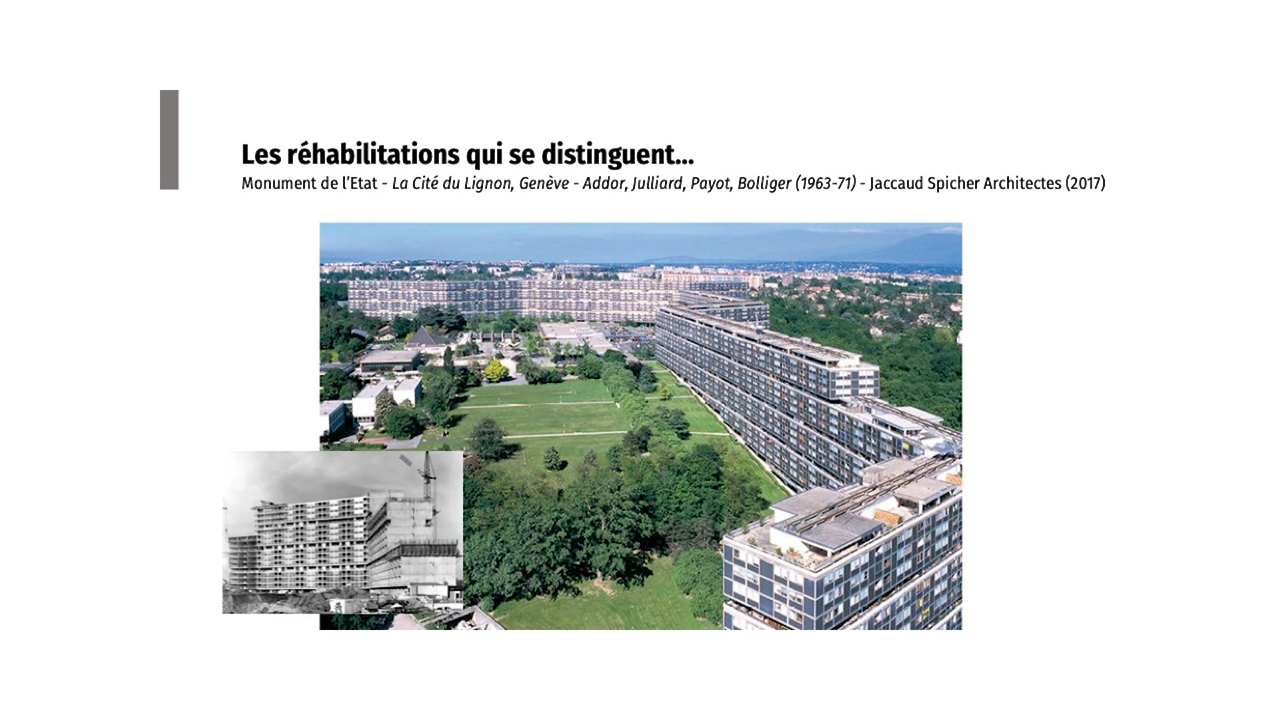 Les réhabilitations qui se distinguent...
Monument de l'Etat - La Cité du Lignon, Genève - Addor, Julliard, Payot, Bolliger (1963-71) - Jaccaud Spicher Architectes (2017)